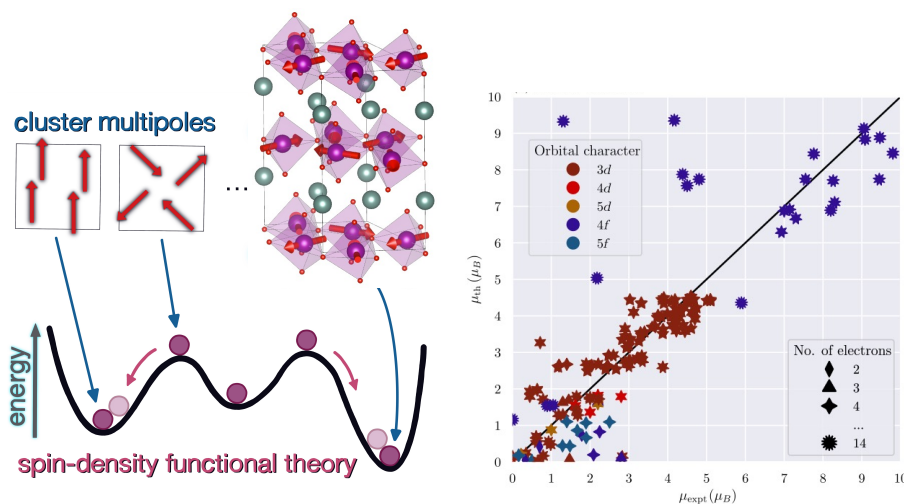 cluster multipoles
...
energy
spin-density functional theory
10
9
8
7
6
5
4
3
2
1
0
μth (μB)
Orbital character
3d
4d
5d
4f
5f
No. of electrons
2
3
4
...
14
0 1 2 3 4 5 6 7 8 9 10
μexpt (μB)